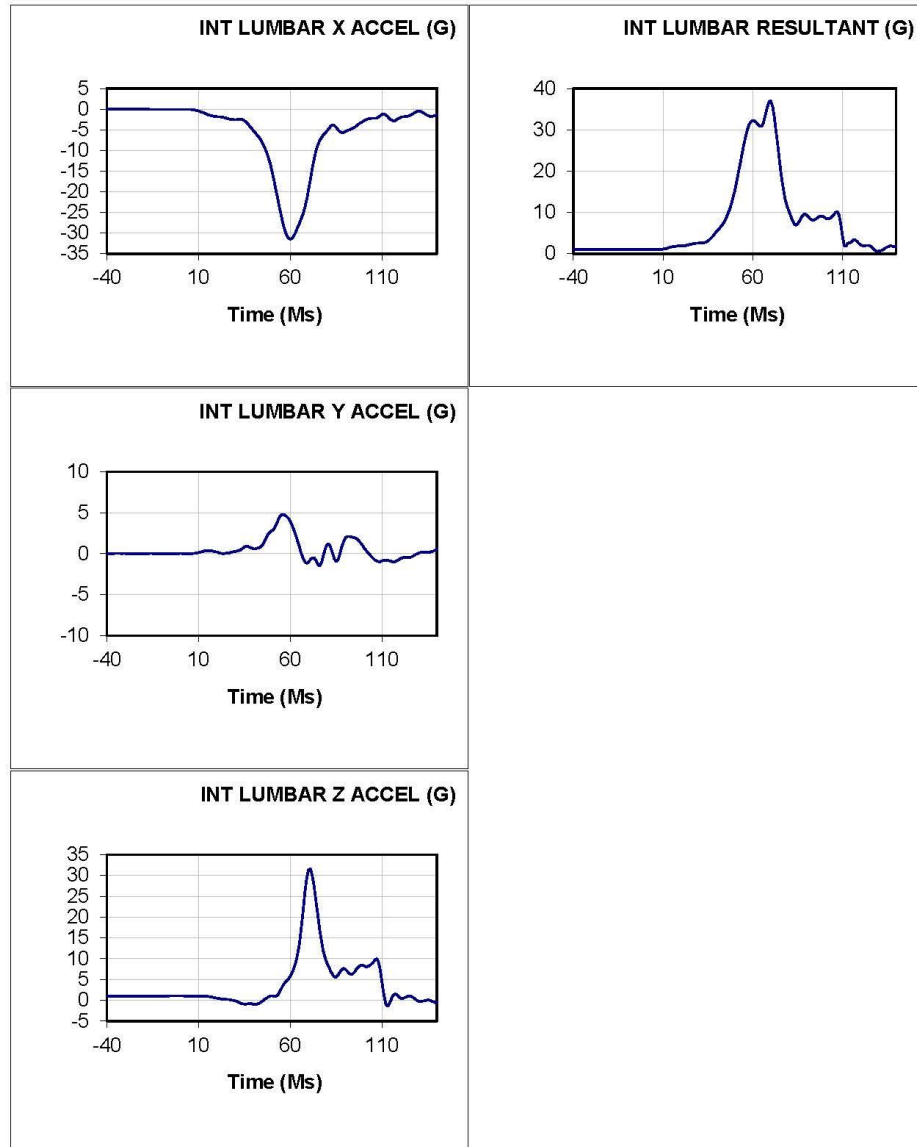 INT LUMBAR X ACCEL (G)
5
0
-5
-10
-15
-20
-25
-30
-35
-40 10 60 110
Time (Ms)
INT LUMBAR RESULTANT (G)
40
30
20
10
0
-40 10 60 110
Time (Ms)
INT LUMBAR Y ACCEL (G)
10
5
0
-5
-10
-40 10 60 110
Time (Ms)
INT LUMBAR Z ACCEL (G)
35
30
25
20
15
10
5
0
-5
-40 10 60 110
Time (Ms)